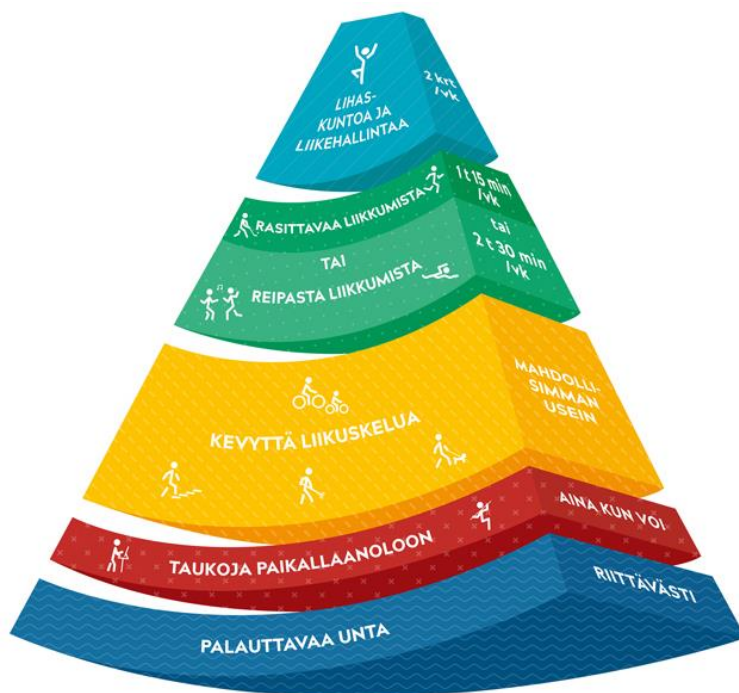 LIHAS-
KUNTOA JA
LIIKEHALLINTAA
2 krt
/vk
RASITTAVAA LIIKKUMISTA
1 t 15 min
/vk
TAI
tai
REIPASTA LIIKKUMISTA
2 t 30 min
/vk
KEVYTTÄ LIIKUSKELUA
MAHDOLLI-
SIMMAN
USEIN
TAUKOJA PAIKALLAANOLOON
AINA KUN VOI
PALAUTTAVAA UNTA
RIITTÄVÄSTI